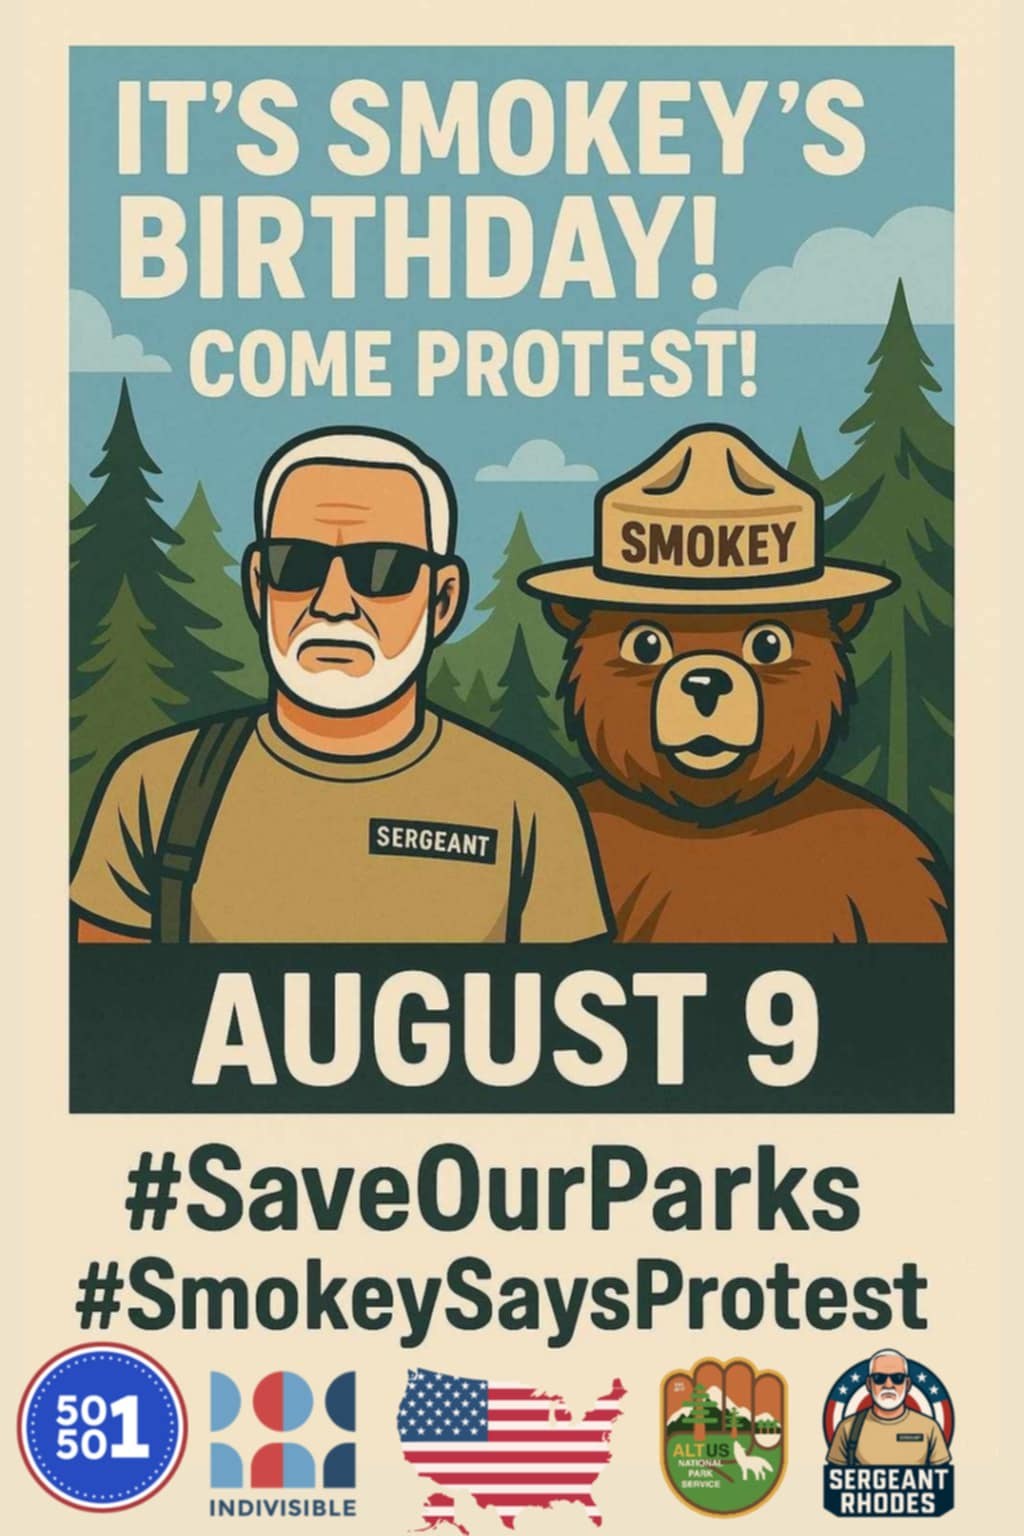 IT'S SMOKEY'S
BIRTHDAY!
COME PROTEST!
SMOKEY
SERGEANT
AUGUST 9
#SaveOurParks
#SmokeySaysProtest
50
50
1
INDIVISIBLE
ALT US
NATIONAL
PARK
SERVICE
SERGEANT
RHODES